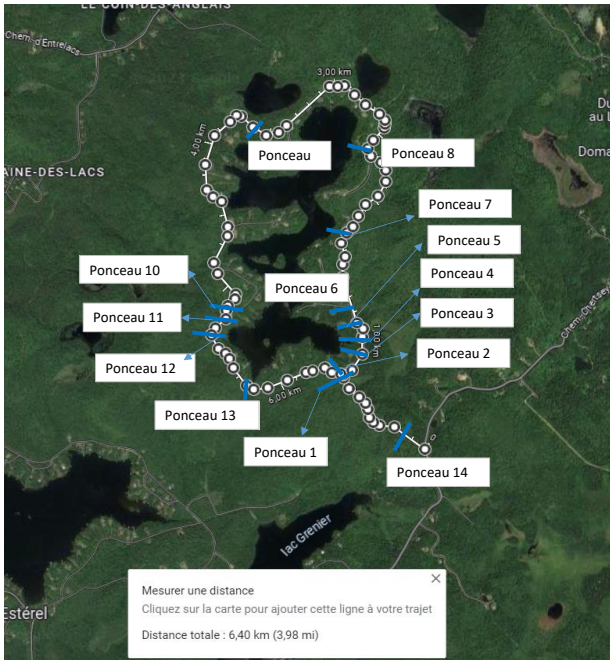 LE COIN-DES-ANGLAIS
Chem.-d'Entrelacs
3,00 km
4,00 km
Ponceau
Ponceau 8
AINE-DES-LACS
Doma
Ponceau 7
Ponceau 5
Ponceau 10
Ponceau 6
Ponceau 4
Ponceau 11
Ponceau 3
Chem.-Chertsey
1,00 km
Ponceau 12
Ponceau 2
6,00 km
Ponceau 13
Ponceau 1
Ponceau 14
lac Grenier
Estérel
Mesurer une distance
Cliquez sur la carte pour ajouter cette ligne à votre trajet
Distance totale : 6,40 km (3,98 mi)